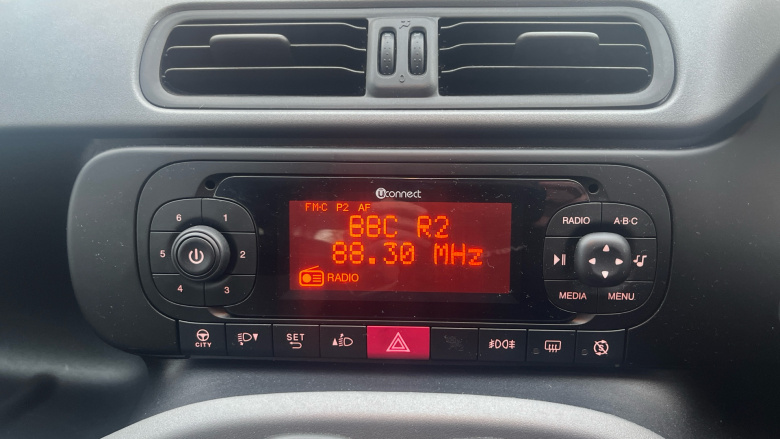 Uconnect
FM-C P2 AF
BBC R2
88.30 MHz
RADIO
6 1
5 2
4 3
RADIO A·B·C
MEDIA MENU
CITY
SET